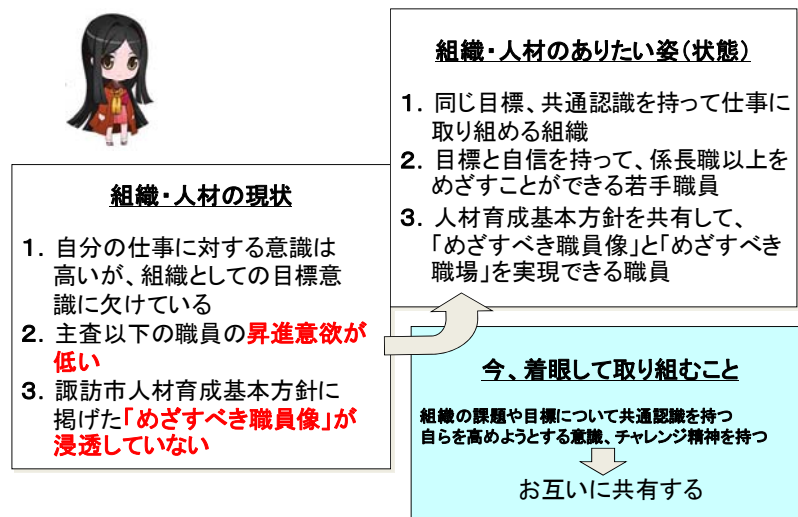 組織・人材のありたい姿（状態）
１．同じ目標、共通認識を持って仕事に
取り組める組織
２．目標と自信を持って、係長職以上を
めざすことができる若手職員
３．人材育成基本方針を共有して、
「めざすべき職員像」と「めざすべき
職場」を実現できる職員
組織・人材の現状
１．自分の仕事に対する意識は
高いが、組織としての目標意
識に欠けている
２．主査以下の職員の昇進意欲が
低い
３．諏訪市人材育成基本方針に
掲げた「めざすべき職員像」が
浸透していない
今、着眼して取り組むこと
組織の課題や目標について共通認識を持つ
自らを高めようとする意識、チャレンジ精神を持つ
お互いに共有する